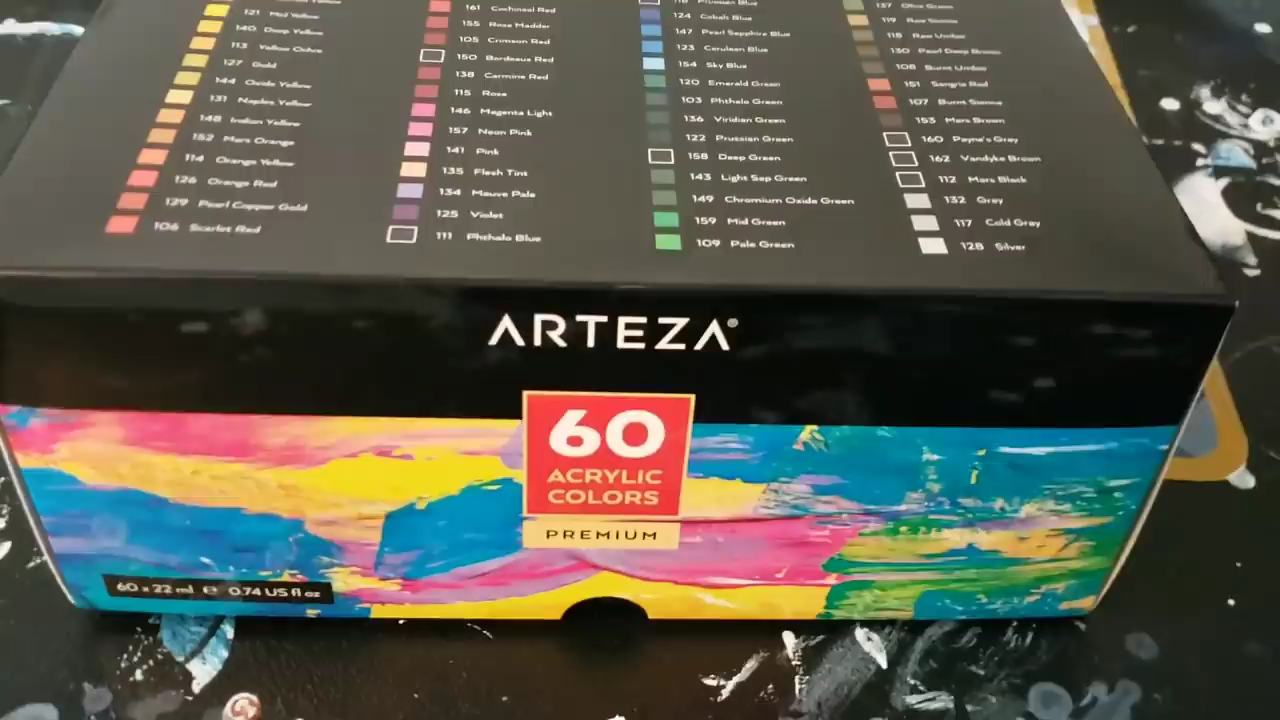 121 Mid Yellow
140 Deep Yellow
113 Yellow Ochre
127 Gold
144 Oxide Yellow
131 Naples Yellow
148 Indian Yellow
152 Mars Orange
114 Orange Yellow
126 Orange Red
129 Pearl Copper Gold
106 Scarlet Red
161 Cochineal Red
155 Rose Madder
105 Crimson Red
150 Bordeaux Red
138 Carmine Red
115 Rose
146 Magenta Light
157 Neon Pink
141 Pink
135 Flesh Tint
134 Mauve Pale
125 Violet
111 Phthalo Blue
118 Prussian Blue
124 Cobalt Blue
147 Pearl Sapphire Blue
123 Cerulean Blue
154 Sky Blue
120 Emerald Green
103 Phthalo Green
136 Viridian Green
122 Prussian Green
158 Deep Green
143 Light Sap Green
149 Chromium Oxide Green
159 Mid Green
109 Pale Green
137 Olive Green
119 Raw Sienna
118 Raw Umber
130 Pearl Deep Brown
108 Burnt Umber
151 Sangria Red
107 Burnt Sienna
153 Mars Brown
160 Payne's Gray
162 Vandyke Brown
112 Mars Black
132 Grey
117 Cold Gray
128 Silver
ARTEZA®
60
ACRYLIC
COLORS
PREMIUM
60 x 22 ml ℮ 0.74 US fl oz